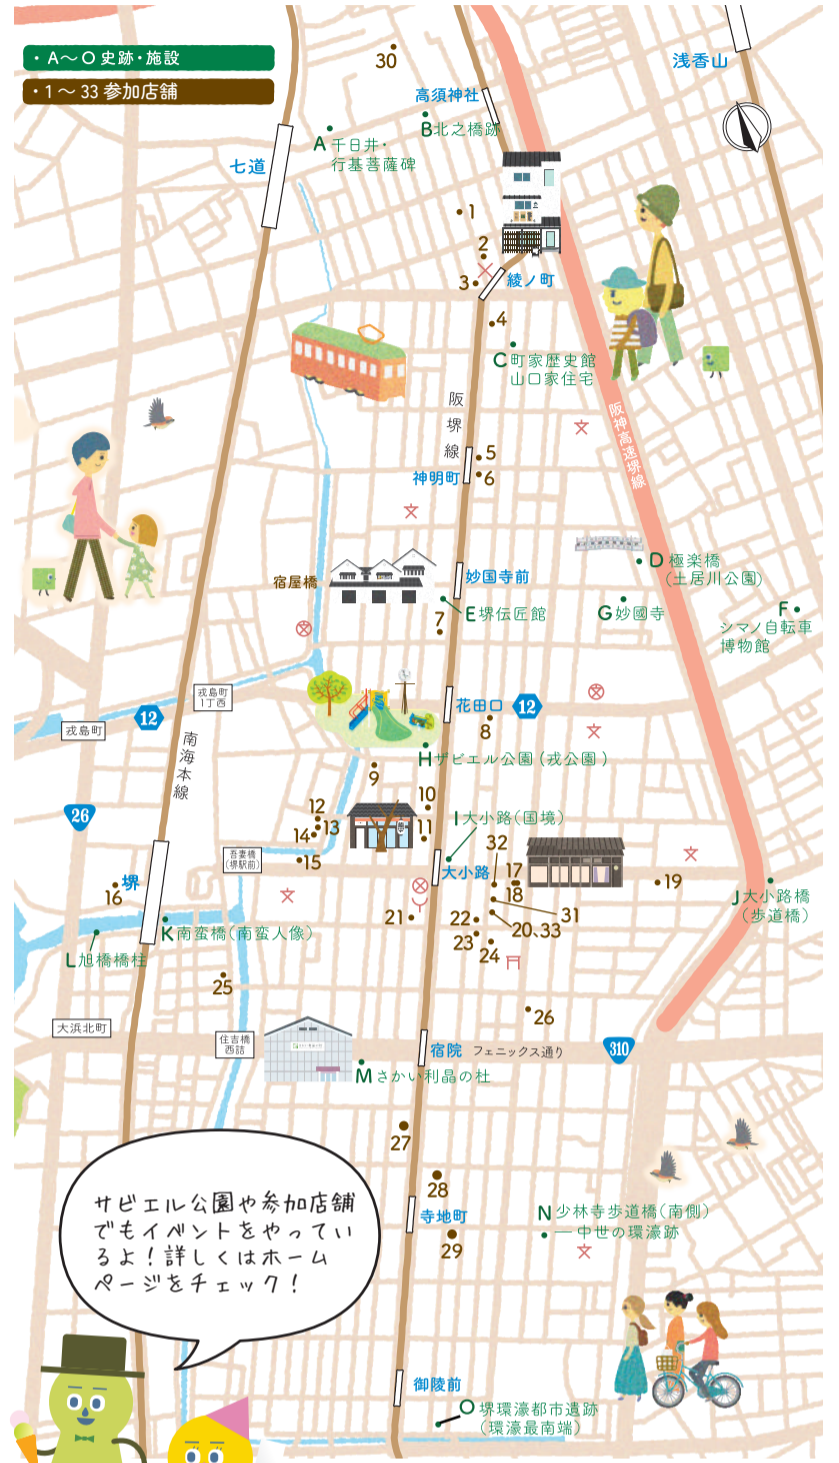 ・A～O 史跡・施設
・1～33 参加店舗
30
浅香山
高須神社
B北之橋跡
A 千日井・
行基菩薩碑
七道
1
2
3
綾ノ町
4
C町家歴史館
山口家住宅
阪堺線
阪神高速堺線
5
神明町
6
宿屋橋
妙国寺前
D 極楽橋
(土居川公園)
E堺伝匠館
G妙國寺
F
シマノ自転車
博物館
7
戎島町
1丁西
12
戎島町
花田口
12
8
南海本線
Hザビエル公園(戎公園)
9
26
10
12
13
14
11
I大小路(国境)
32
吾妻橋
(堺駅前)
15
大小路
17
18
19
堺
16
J大小路橋
(歩道橋)
21
22
31
20、33
K南蛮橋(南蛮人像)
23
24
L旭橋橋柱
25
26
大浜北町
住吉橋
西詰
宿院
フェニックス通り
310
Mさかい利晶の杜
27
28
寺地町
29
N少林寺歩道橋(南側)
―中世の環濠跡
サビエル公園や参加店舗
でもイベントをやってい
るよ！詳しくはホーム
ページをチェック！
御陵前
O堺環濠都市遺跡
(環濠最南端)